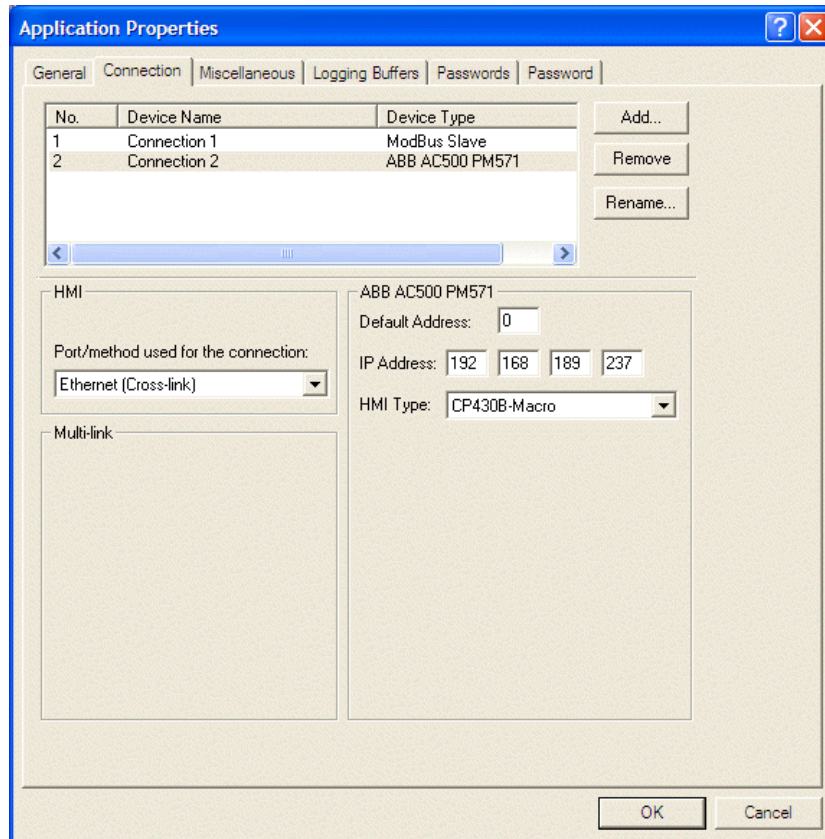 Application Properties
General Connection Miscellaneous Logging Buffers Passwords Password
No. Device Name Device Type
1 Connection 1 ModBus Slave
2 Connection 2 ABB AC500 PM571
Add...
Remove
Rename...
HMI
Port/method used for the connection:
Ethernet (Cross-link)
Multi-link
ABB AC500 PM571
Default Address: 0
IP Address: 192 168 189 237
HMI Type: CP430B-Macro
OK Cancel